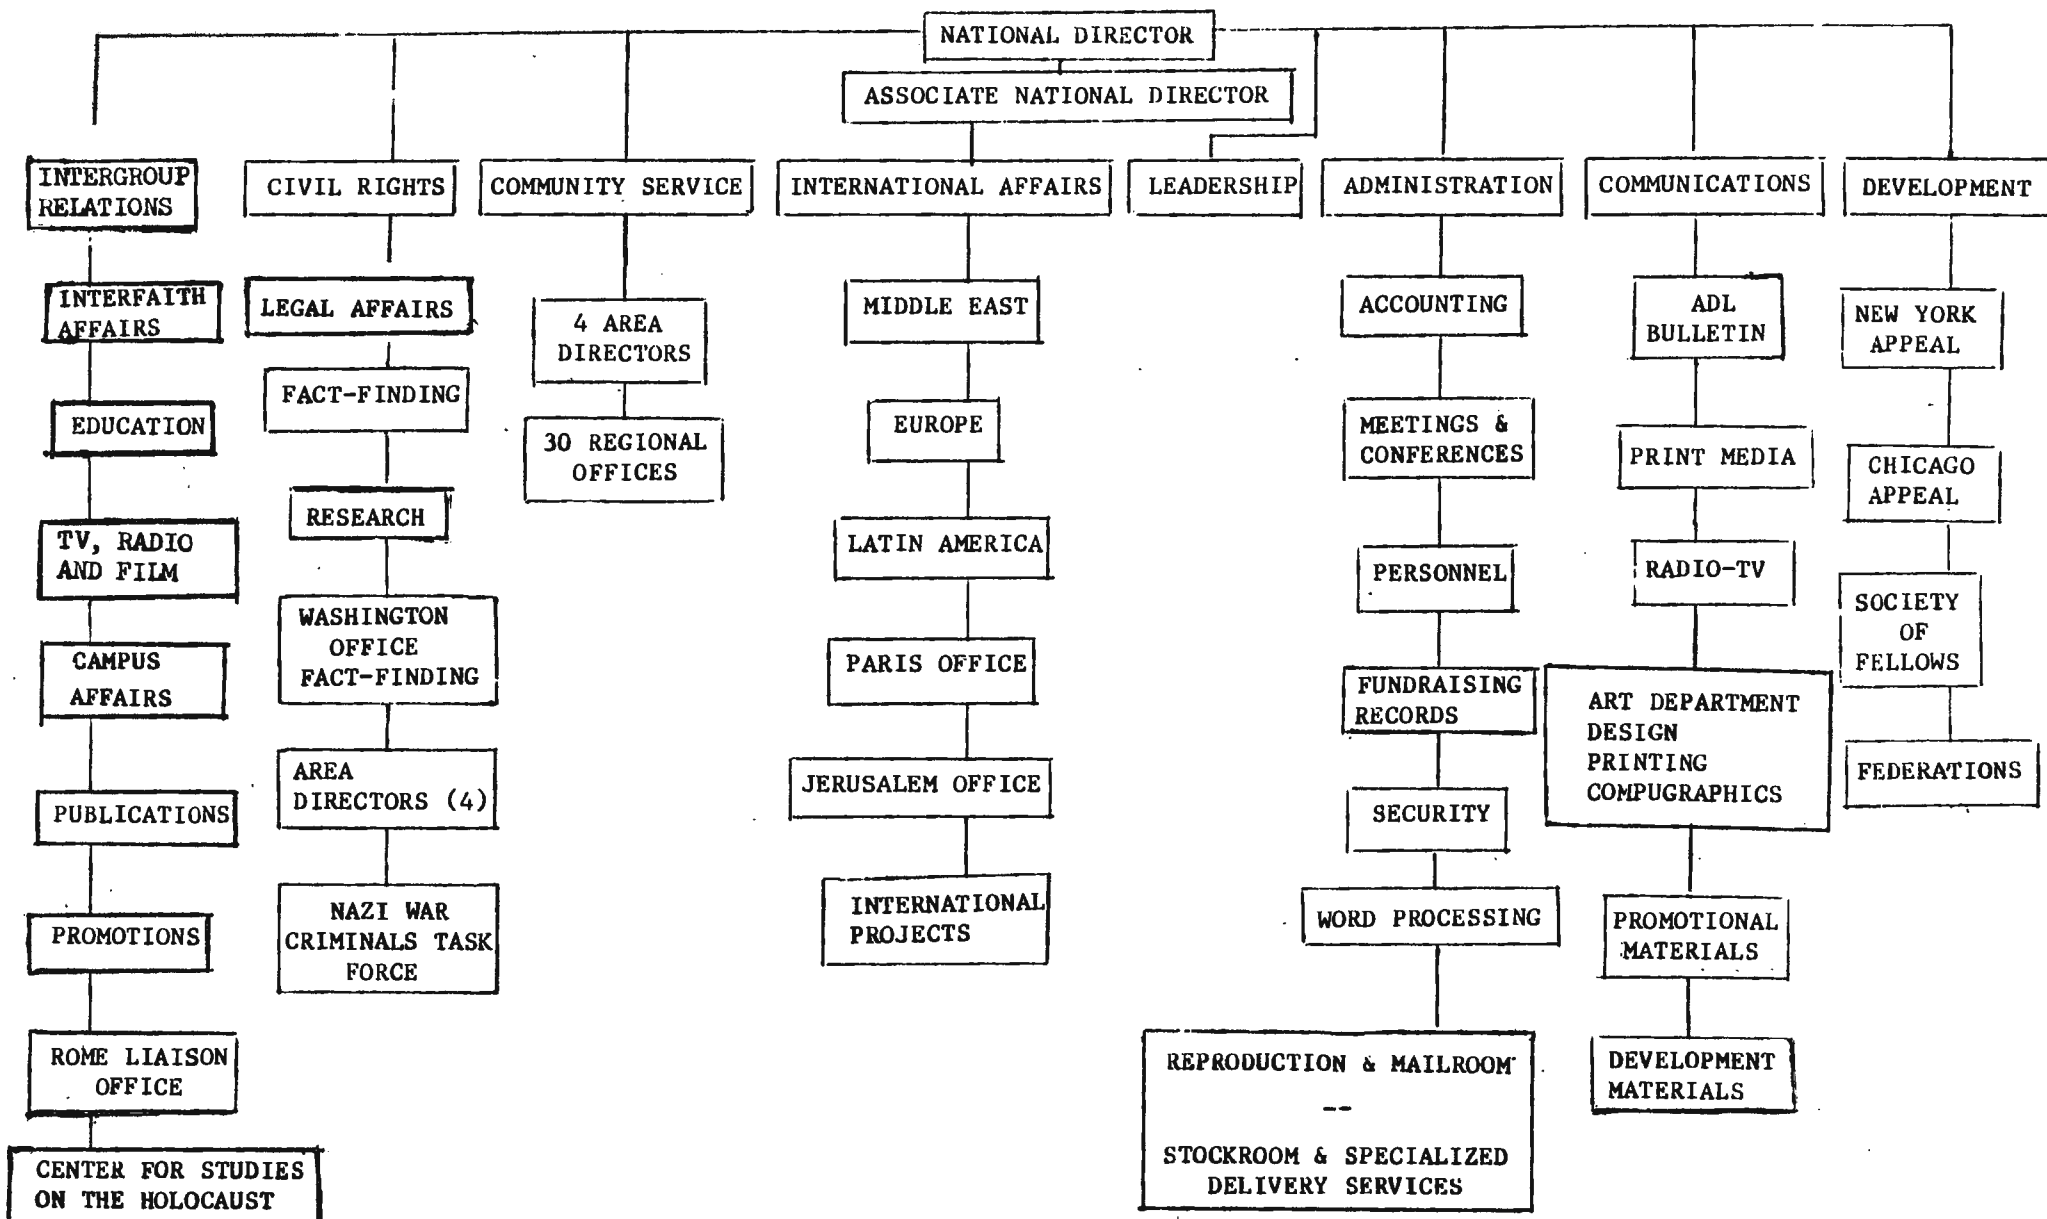 NATIONAL DIRECTOR
ASSOCIATE NATIONAL DIRECTOR
INTERGROUP
RELATIONS
INTERFAITH
AFFAIRS
EDUCATION
TV, RADIO
AND FILM
CAMPUS
AFFAIRS
PUBLICATIONS
PROMOTIONS
ROME LIAISON
OFFICE
CENTER FOR STUDIES
ON THE HOLOCAUST
CIVIL RIGHTS
LEGAL AFFAIRS
FACT-FINDING
RESEARCH
WASHINGTON
OFFICE
FACT-FINDING
AREA
DIRECTORS (4)
NAZI WAR
CRIMINALS TASK
FORCE
COMMUNITY SERVICE
4 AREA
DIRECTORS
30 REGIONAL
OFFICES
INTERNATIONAL AFFAIRS
MIDDLE EAST
EUROPE
LATIN AMERICA
PARIS OFFICE
JERUSALEM OFFICE
INTERNATIONAL
PROJECTS
LEADERSHIP
ADMINISTRATION
ACCOUNTING
MEETINGS &
CONFERENCES
PERSONNEL
FUNDRAISING
RECORDS
SECURITY
WORD PROCESSING
REPRODUCTION & MAILROOM
--
STOCKROOM & SPECIALIZED
DELIVERY SERVICES
COMMUNICATIONS
ADL
BULLETIN
PRINT MEDIA
RADIO-TV
ART DEPARTMENT
DESIGN
PRINTING
COMPUGRAPHICS
PROMOTIONAL
MATERIALS
DEVELOPMENT
MATERIALS
DEVELOPMENT
NEW YORK
APPEAL
CHICAGO
APPEAL
SOCIETY
OF
FELLOWS
FEDERATIONS